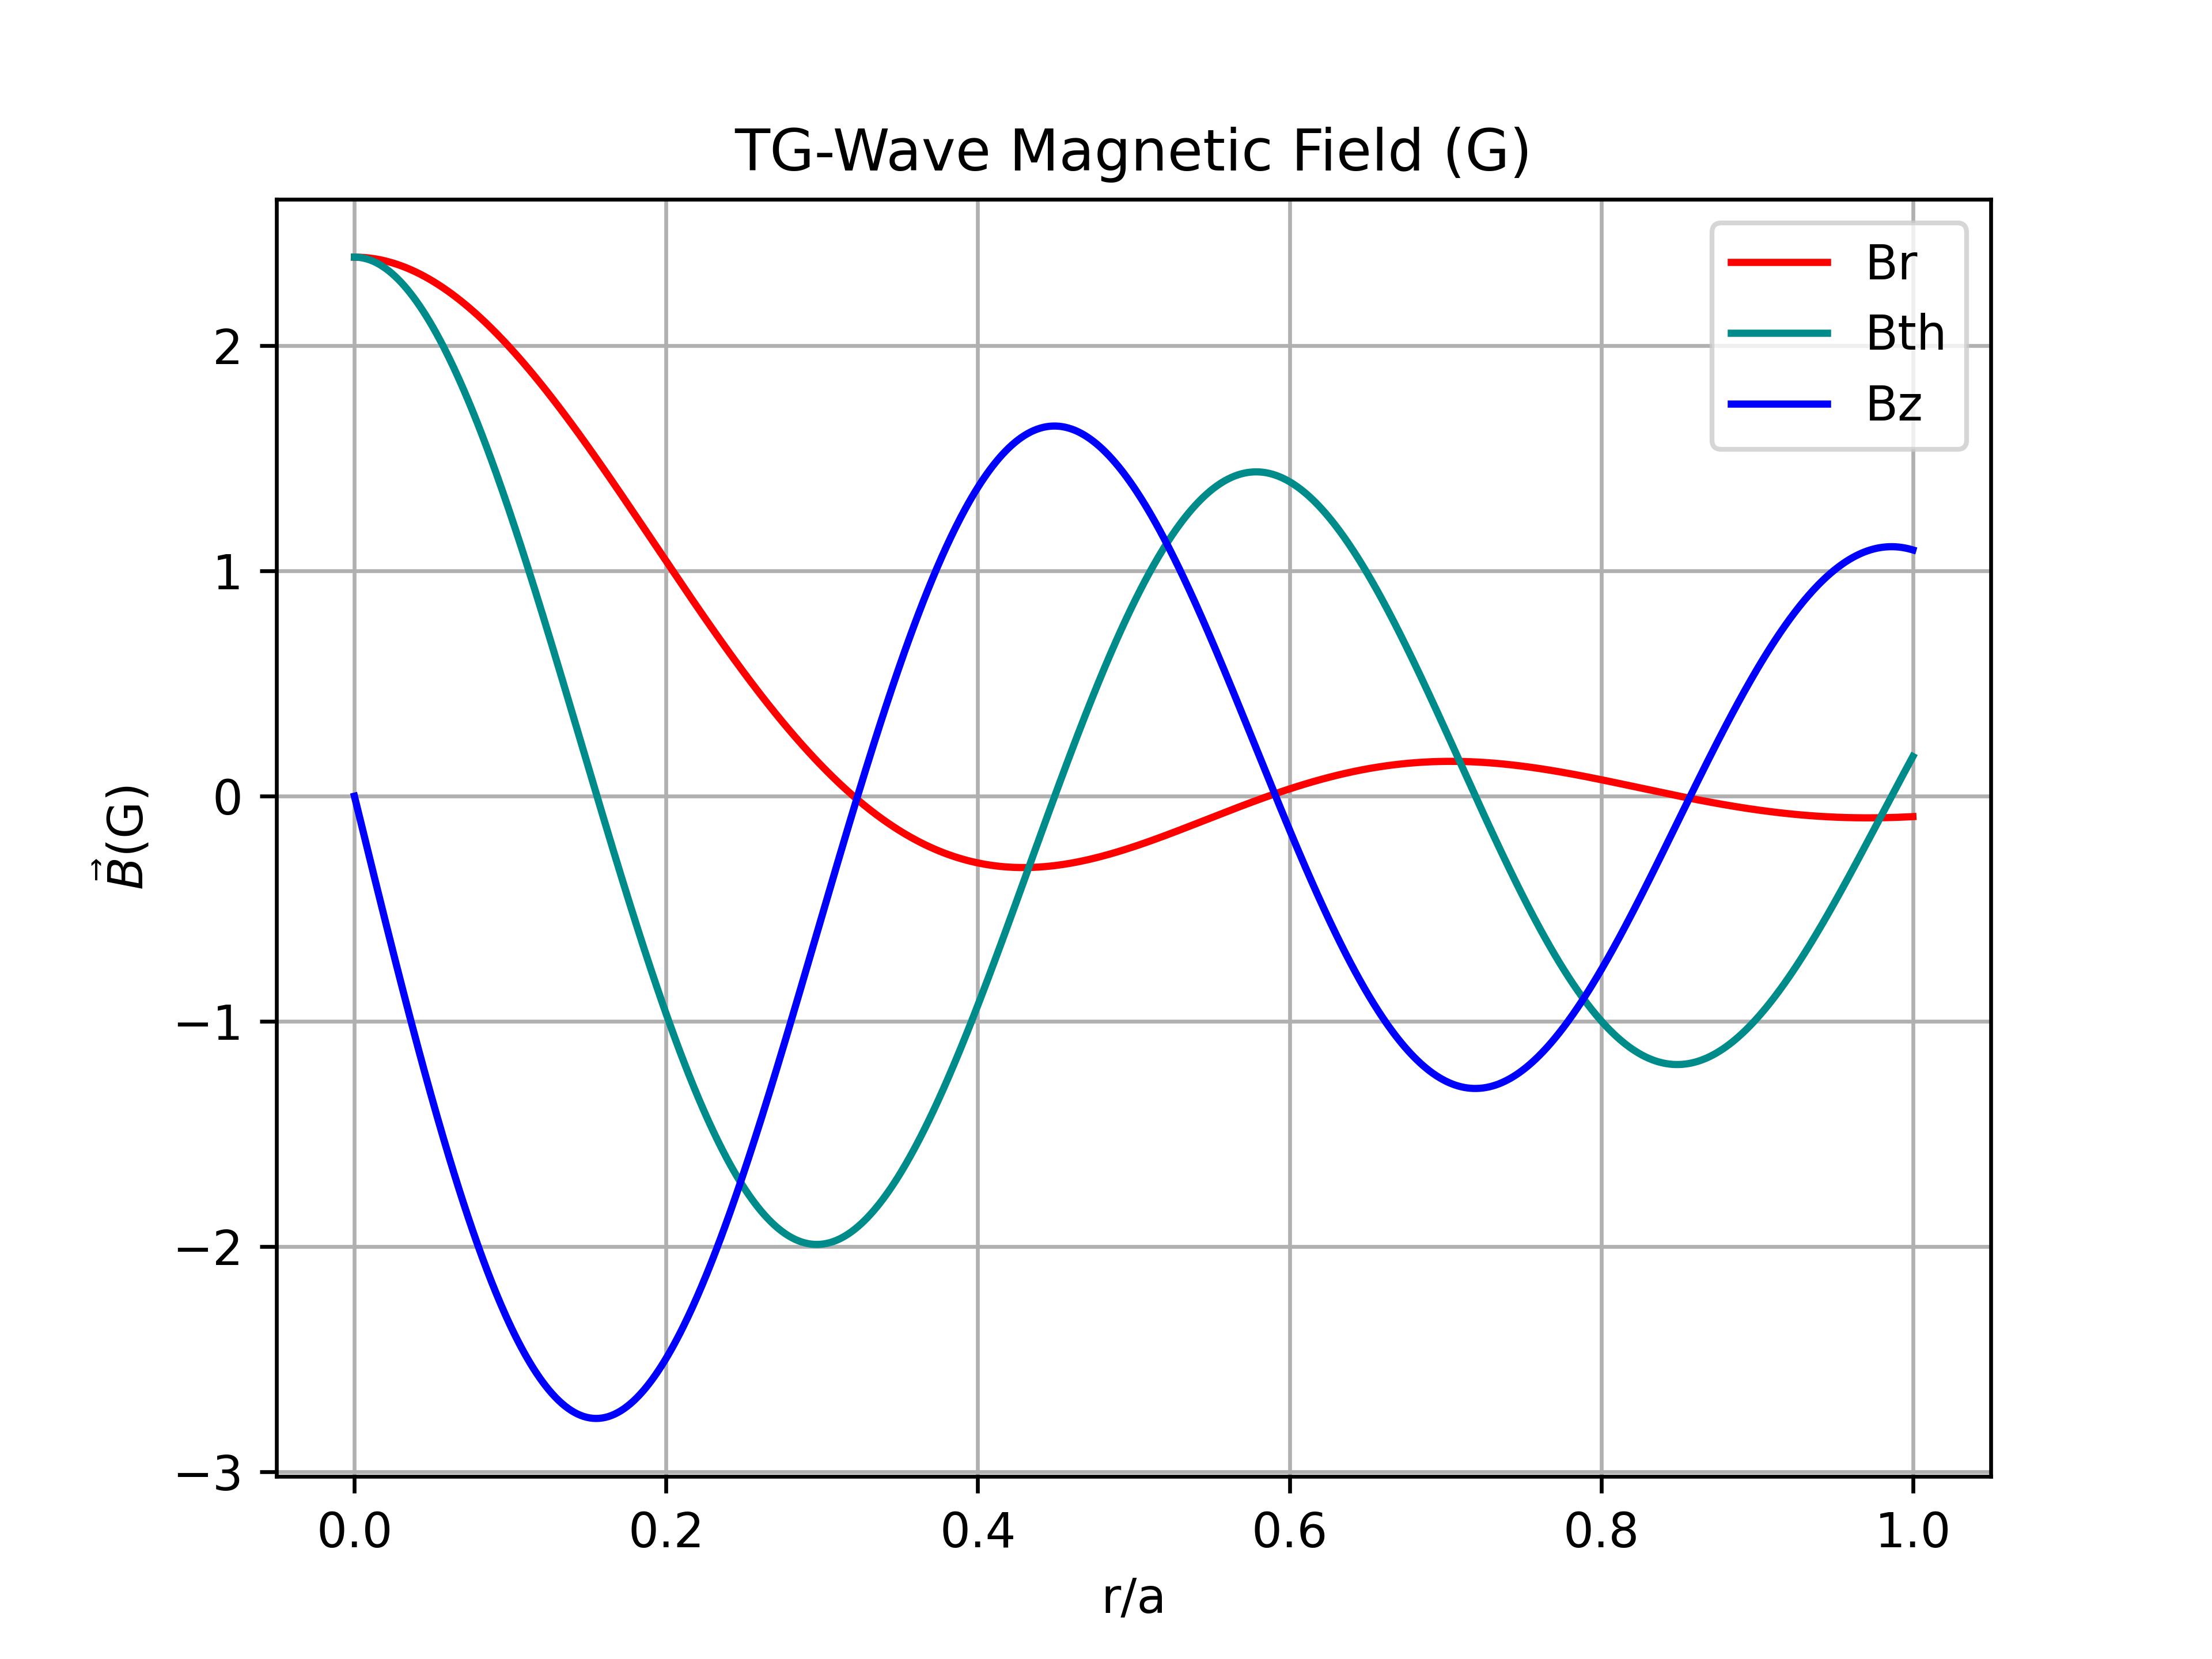 TG-Wave Magnetic Field (G)
Br
Bth
Bz
2
1
0
−1
−2
−3
$\vec{B}$(G)
0.0 0.2 0.4 0.6 0.8 1.0
r/a